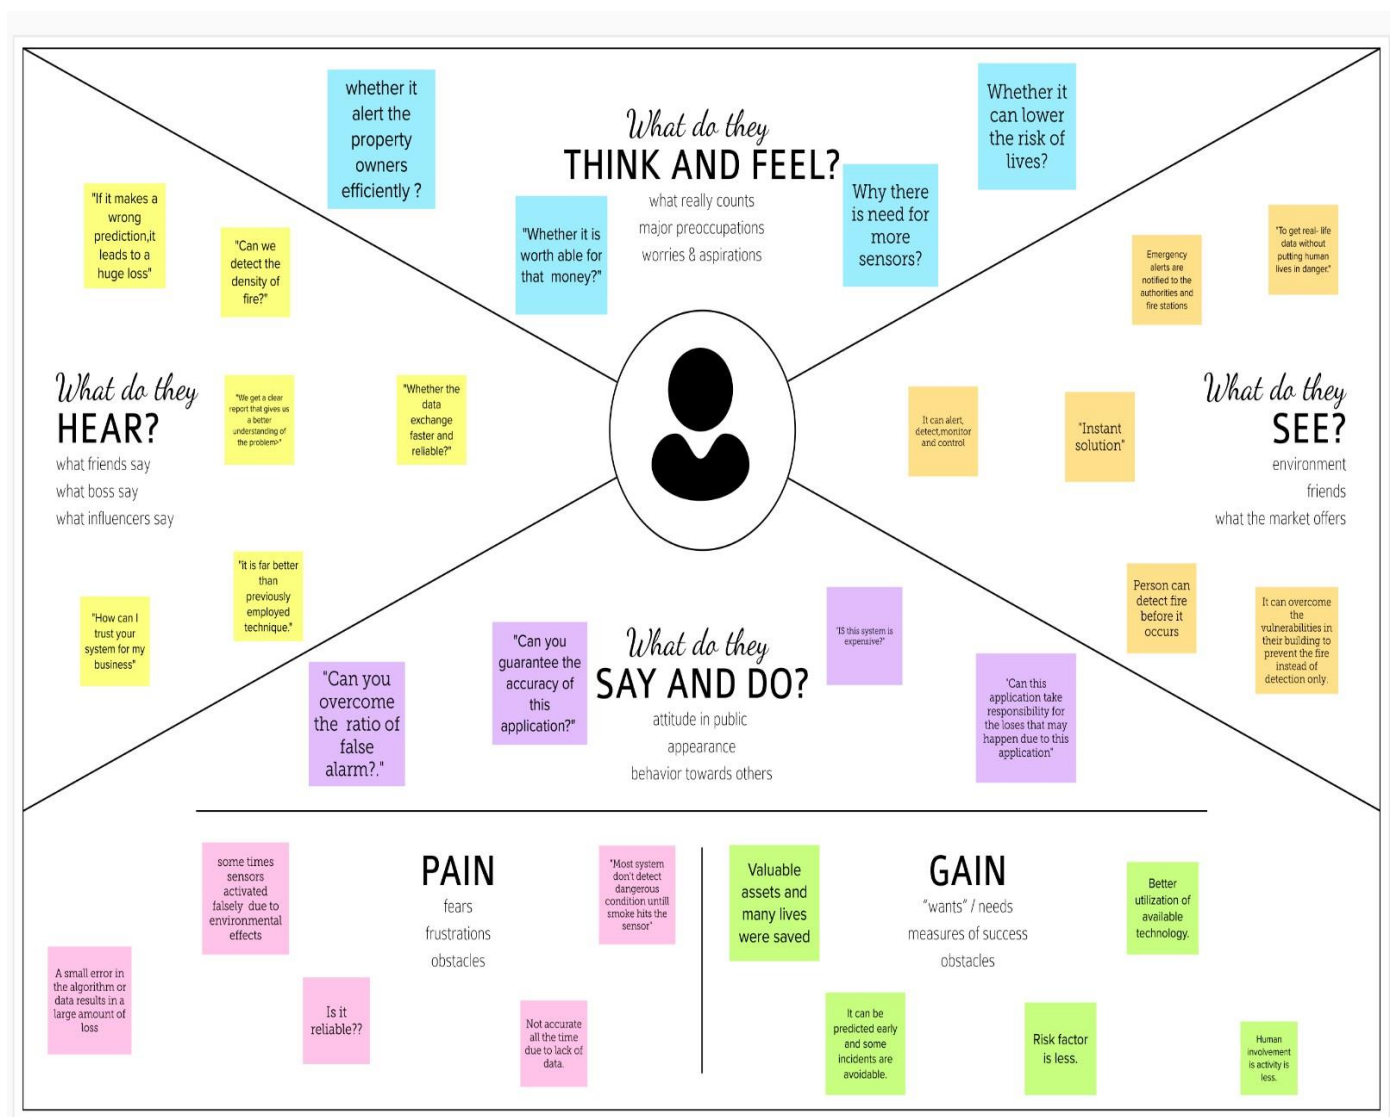 whether it
alert the
property
owners
efficiently ?
What do they
THINK AND FEEL?
what really counts
major preoccupations
worries & aspirations
"Whether it is
worth able for
that money?"
Why there
is need for
more
sensors?
Whether it
can lower
the risk of
lives?
"If it makes a
wrong
prediction,it
leads to a
huge loss"
"Can we
detect the
density of
fire?"
What do they
HEAR?
what friends say
what boss say
what influencers say
"We get a clear
report that gives us
a better
understanding of
the problem>"
"Whether the
data
exchange
faster and
reliable?"
"it is far better
than
previously
employed
technique."
"How can I
trust your
system for my
business"
Emergency
alerts are
notified to the
authorities and
fire stations
"To get real- life
data without
putting human
lives in danger."
It can alert,
detect,monitor
and control
"Instant
solution"
What do they
SEE?
environment
friends
what the market offers
Person can
detect fire
before it
occurs
It can overcome
the
vulnerabilities in
their building to
prevent the fire
instead of
detection only.
"Can you
overcome
the ratio of
false
alarm?."
"Can you
guarantee the
accuracy of
this
application?"
What do they
SAY AND DO?
attitude in public
appearance
behavior towards others
"IS this system is
expensive?"
"Can this
application take
responsibility for
the loses that may
happen due to this
application"
PAIN
fears
frustrations
obstacles
some times
sensors
activated
falsely due to
environmental
effects
"Most system
don't detect
dangerous
condition untill
smoke hits the
sensor"
A small error in
the algorithm or
data results in a
large amount of
loss
Is it
reliable??
Not accurate
all the time
due to lack of
data.
GAIN
"wants" / needs
measures of success
obstacles
Valuable
assets and
many lives
were saved
Better
utilization of
available
technology.
It can be
predicted early
and some
incidents are
avoidable.
Risk factor
is less.
Human
involvement
is activity is
less.